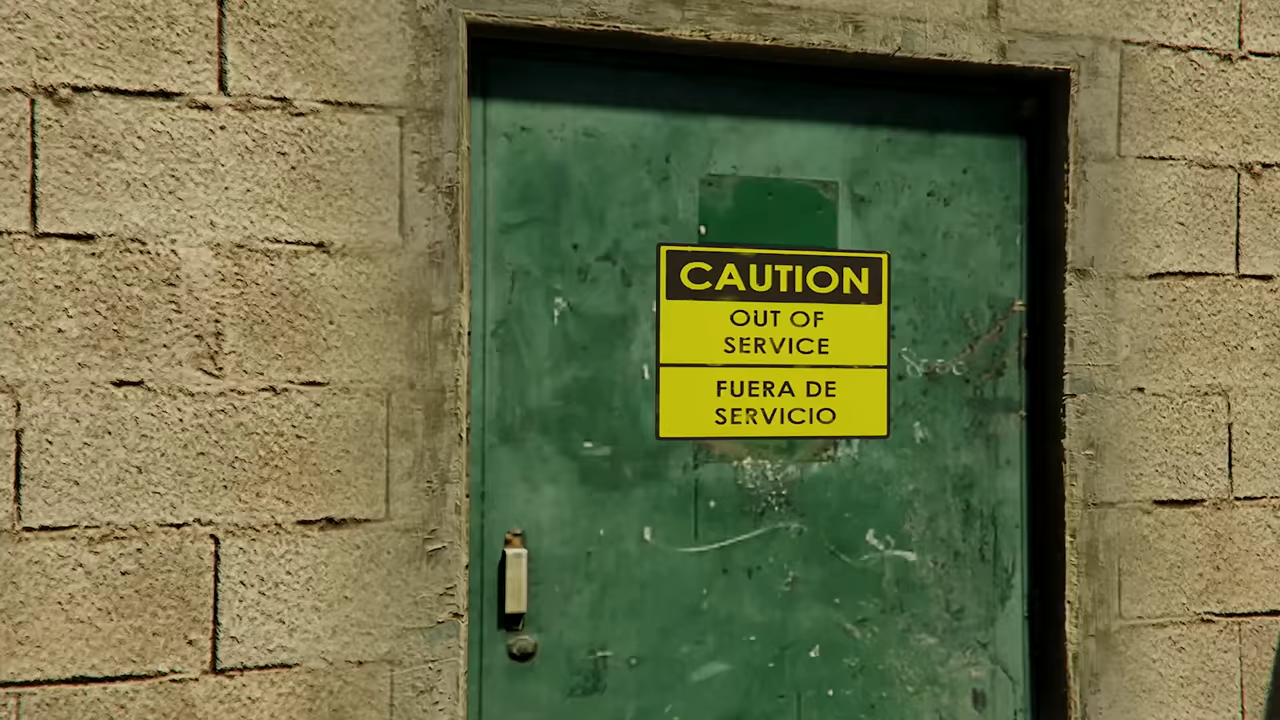 CAUTION
OUT OF
SERVICE
FUERA DE
SERVICIO